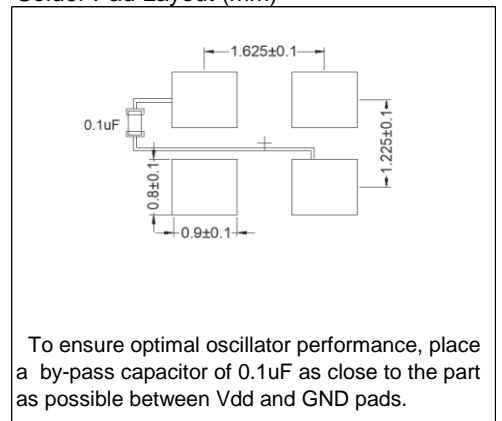 Solder Pad Layout (mm)
1.625±0.1
0.1uF
1.225±0.1
0.8±0.1
0.9±0.1
To ensure optimal oscillator performance, place
a by-pass capacitor of 0.1uF as close to the part
as possible between Vdd and GND pads.